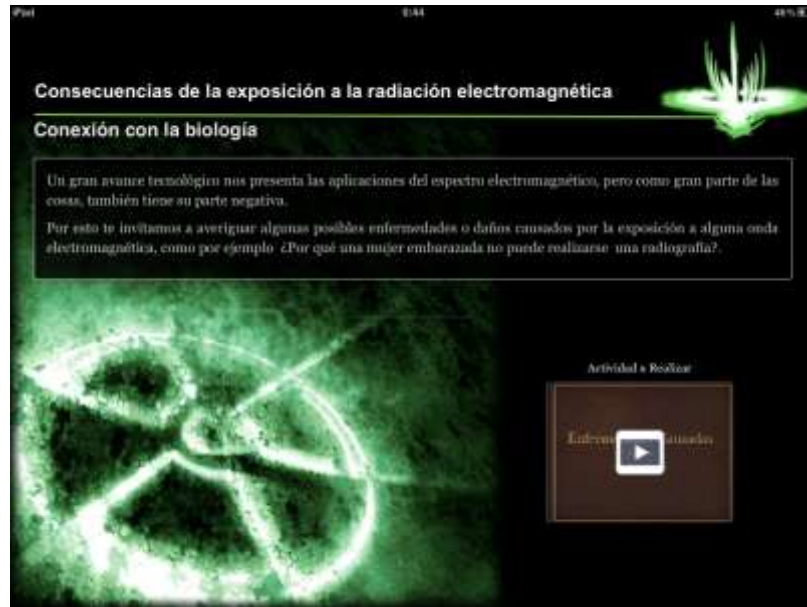 iPad
Consecuencias de la exposición a la radiación electromagnética
Conexión con la biología
Un gran avance tecnológico nos presenta las aplicaciones del espectro electromagnético, pero como gran parte de las
cosas, también tiene su parte negativa.
Por esto te invitamos a averiguar algunas posibles enfermedades o daños causados por la exposición a alguna onda
electromagnética, como por ejemplo ¿Por qué una mujer embarazada no puede realizarse una radiografía?.
Actividad a Realizar